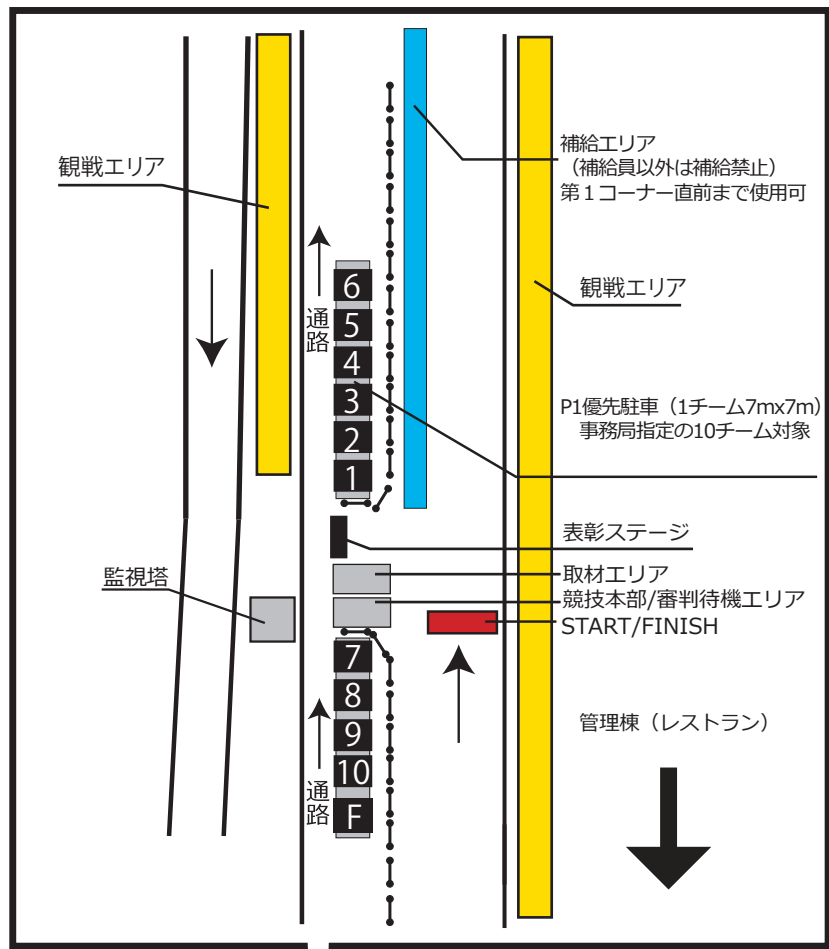 補給エリア
（補給員以外は補給禁止）
第１コーナー直前まで使用可
観戦エリア
観戦エリア
6
5
4
3
2
1
通路
P1優先駐車（1チーム7mx7m）
事務局指定の10チーム対象
表彰ステージ
取材エリア
監視塔
競技本部/審判待機エリア
START/FINISH
7
8
9
10
F
通路
管理棟（レストラン）